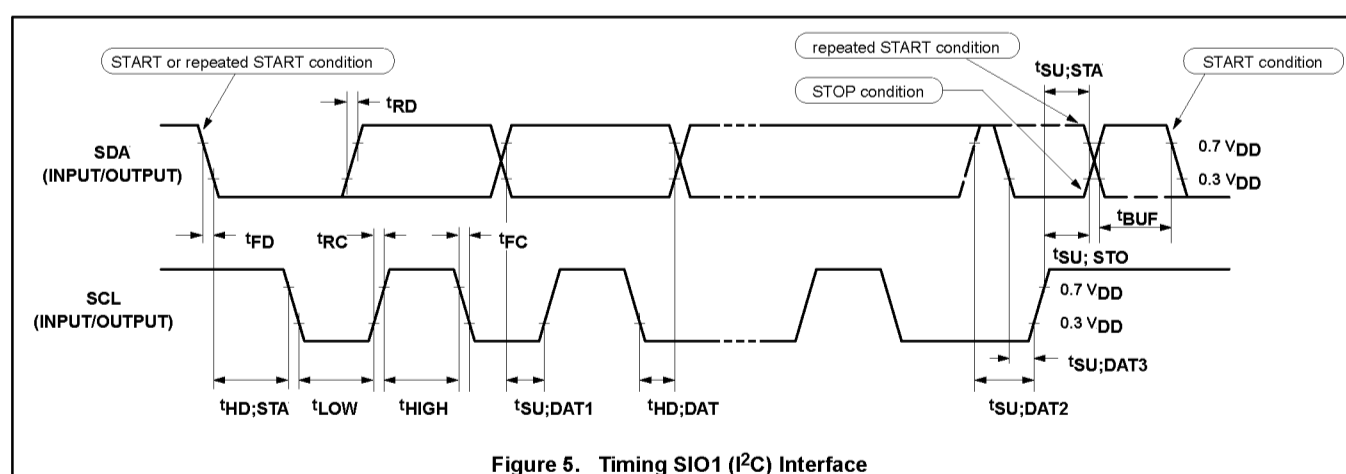 repeated START condition
START or repeated START condition
tSU;STA
START condition
STOP condition
tRD
SDA
(INPUT/OUTPUT)
0.7 VDD
0.3 VDD
tBUF
tFD
tRC
tFC
tSU; STO
SCL
(INPUT/OUTPUT)
0.7 VDD
0.3 VDD
tSU;DAT3
tHD;STA
tLOW
tHIGH
tSU;DAT1
tHD;DAT
tSU;DAT2
Figure 5. Timing SIO1 (I2C) Interface